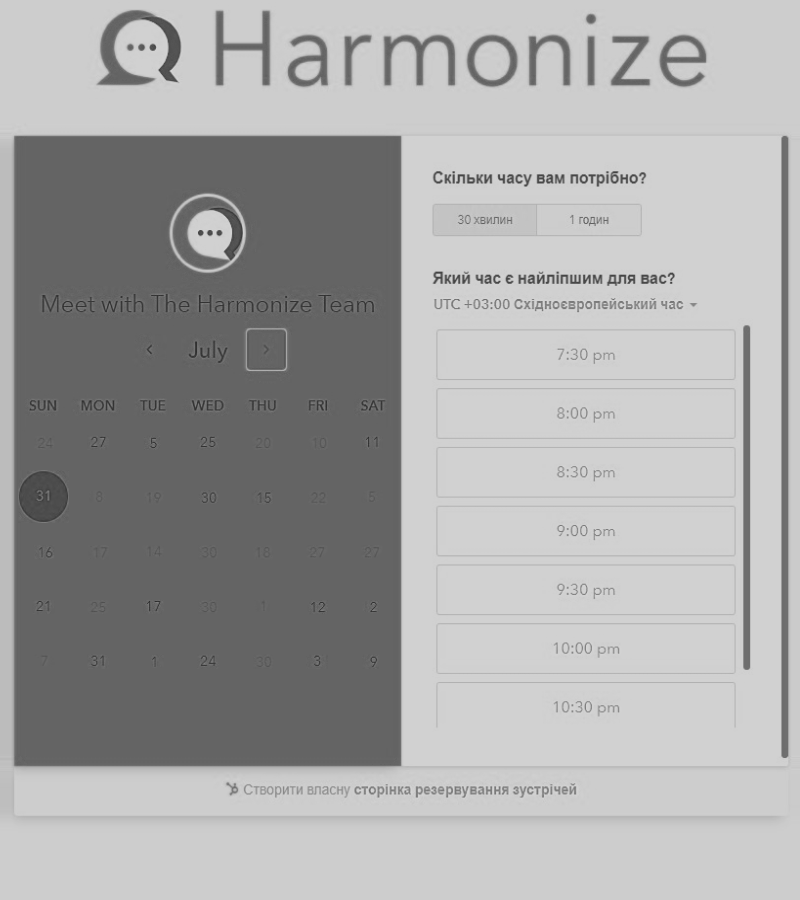 Harmonize
Meet with The Harmonize Team
July
SUN MON TUE WED THU FRI SAT
24 27 5 25 20 10 11
31 8 19 30 15 22 5
16 17 14 30 18 27 27
21 25 17 30 1 12 2
7 31 1 24 30 3 9
Скільки часу вам потрібно?
30 хвилин 1 годин
Який час є найліпшим для вас?
UTC +03:00 Східноєвропейський час
7:30 pm
8:00 pm
8:30 pm
9:00 pm
9:30 pm
10:00 pm
10:30 pm
Створити власну сторінка резервування зустрічей